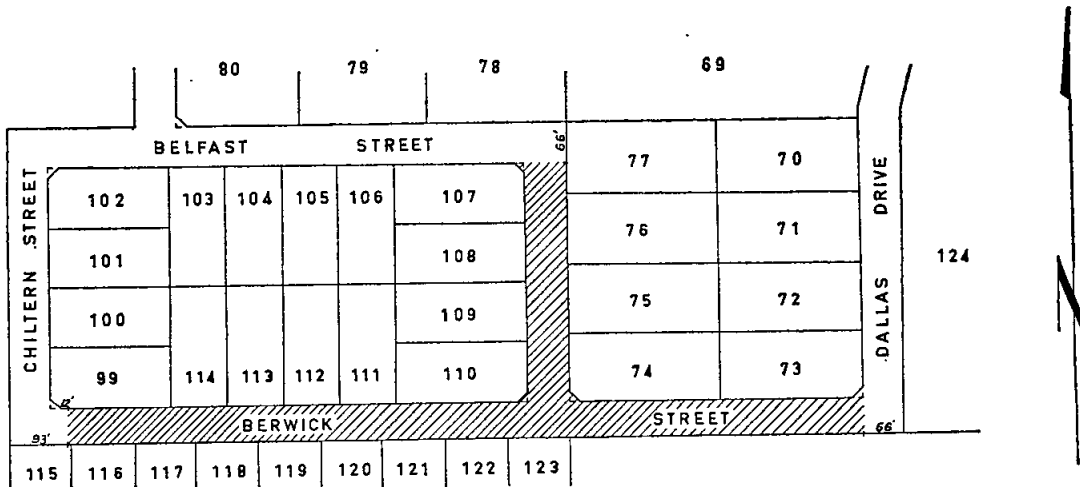 80 79 78 69
BELFAST STREET 66'
77 70
CHILTERN STREET
102 103 104 105 106 107
76 71
DALLAS DRIVE
101 108
124
75 72
100 109
99 114 113 112 111 110
74 73
12'
BERWICK STREET
93' 66'
115 116 117 118 119 120 121 122 123